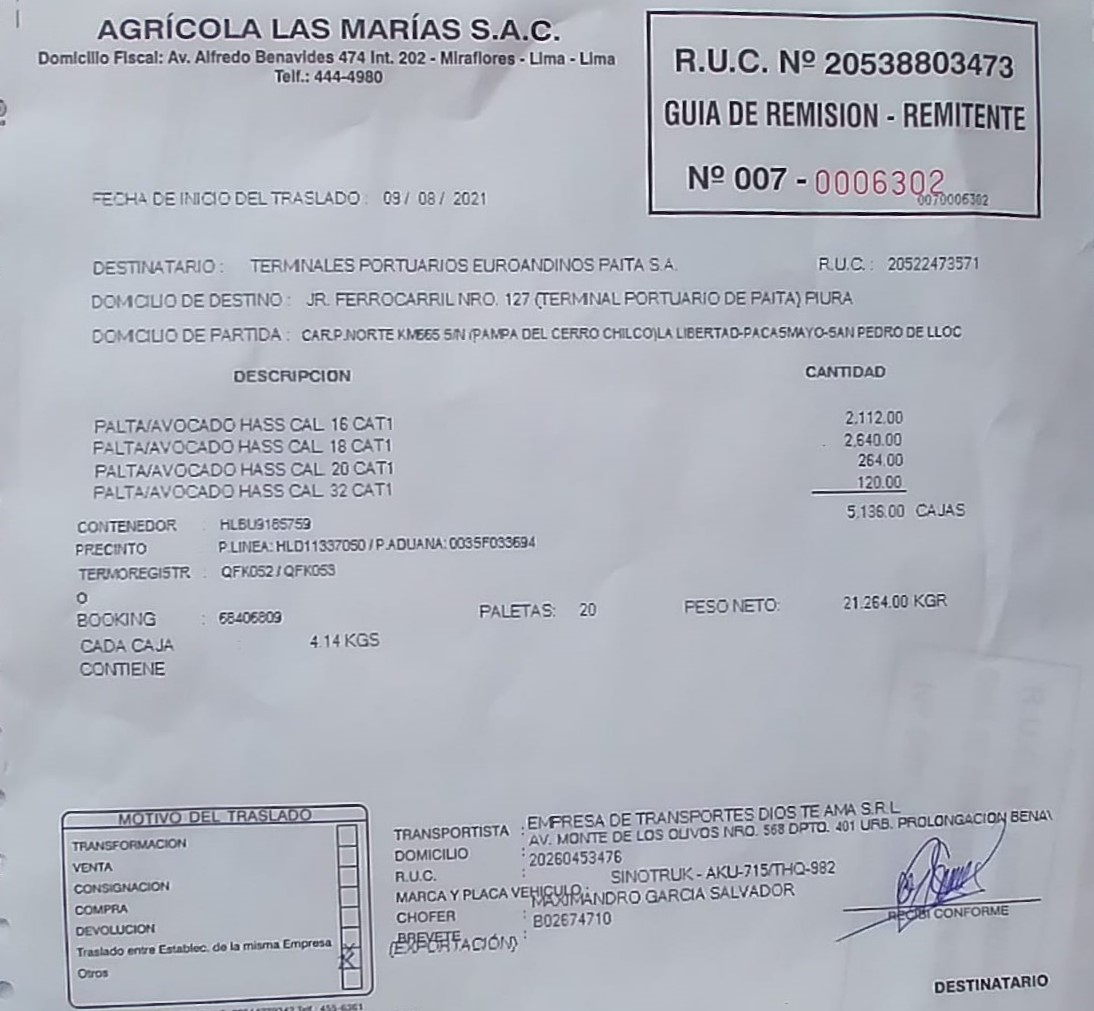 AGRÍCOLA LAS MARÍAS S.A.C.
Domicilio Fiscal: Av. Alfredo Benavides 474 Int. 202 - Miraflores - Lima - Lima
Telf.: 444-4980
R.U.C. Nº 20538803473
GUIA DE REMISION - REMITENTE
Nº 007 - 0006302
0070006302
FECHA DE INICIO DEL TRASLADO : 09 / 08 / 2021
DESTINATARIO : TERMINALES PORTUARIOS EUROANDINOS PAITA S.A. R.U.C. : 20522473571
DOMICILIO DE DESTINO : JR. FERROCARRIL NRO. 127 (TERMINAL PORTUARIO DE PAITA) PIURA
DOMICILIO DE PARTIDA : CAR.P.NORTE KM665 S/N (PAMPA DEL CERRO CHILCO)LA LIBERTAD-PACASMAYO-SAN PEDRO DE LLOC
DESCRIPCION CANTIDAD
PALTA/AVOCADO HASS CAL. 16 CAT1 2,112.00
PALTA/AVOCADO HASS CAL. 18 CAT1 2,640.00
PALTA/AVOCADO HASS CAL. 20 CAT1 264.00
PALTA/AVOCADO HASS CAL. 32 CAT1 120.00
5,136.00 CAJAS
CONTENEDOR : HLBU9185759
PRECINTO P.LINEA: HLD11337050 / P.ADUANA: 0035F033694
TERMOREGISTR : QFK052 / QFK053
O
BOOKING : 68406809 PALETAS: 20 PESO NETO: 21,264.00 KGR
CADA CAJA : 4.14 KGS
CONTIENE
MOTIVO DEL TRASLADO
TRANSFORMACION
VENTA
CONSIGNACION
COMPRA
DEVOLUCION
Traslado entre Establec. de la misma Empresa
Otros X
TRANSPORTISTA : EMPRESA DE TRANSPORTES DIOS TE AMA S.R.L
DOMICILIO : AV. MONTE DE LOS OLIVOS NRO. 568 DPTO. 401 URB. PROLONGACION BENAV
R.U.C. : 20260453476
MARCA Y PLACA VEHICULO : SINOTRUK - AKU-715/THQ-982
CHOFER : MAXIMANDRO GARCIA SALVADOR
BREVETE : B02674710
(EXPORTACIÓN)
RECIBI CONFORME
DESTINATARIO